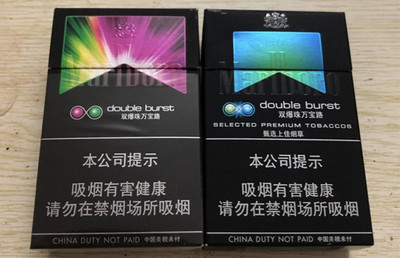 Marlboro
double burst
双爆珠万宝路
本公司提示
吸烟有害健康
请勿在禁烟场所吸烟
CHINA DUTY NOT PAID 中国关税未付
Marlboro
double burst
双爆珠万宝路
SELECTED PREMIUM TOBACCOS
甄选上佳烟草
本公司提示
吸烟有害健康
请勿在禁烟场所吸烟
CHINA DUTY NOT PAID 中国关税未付